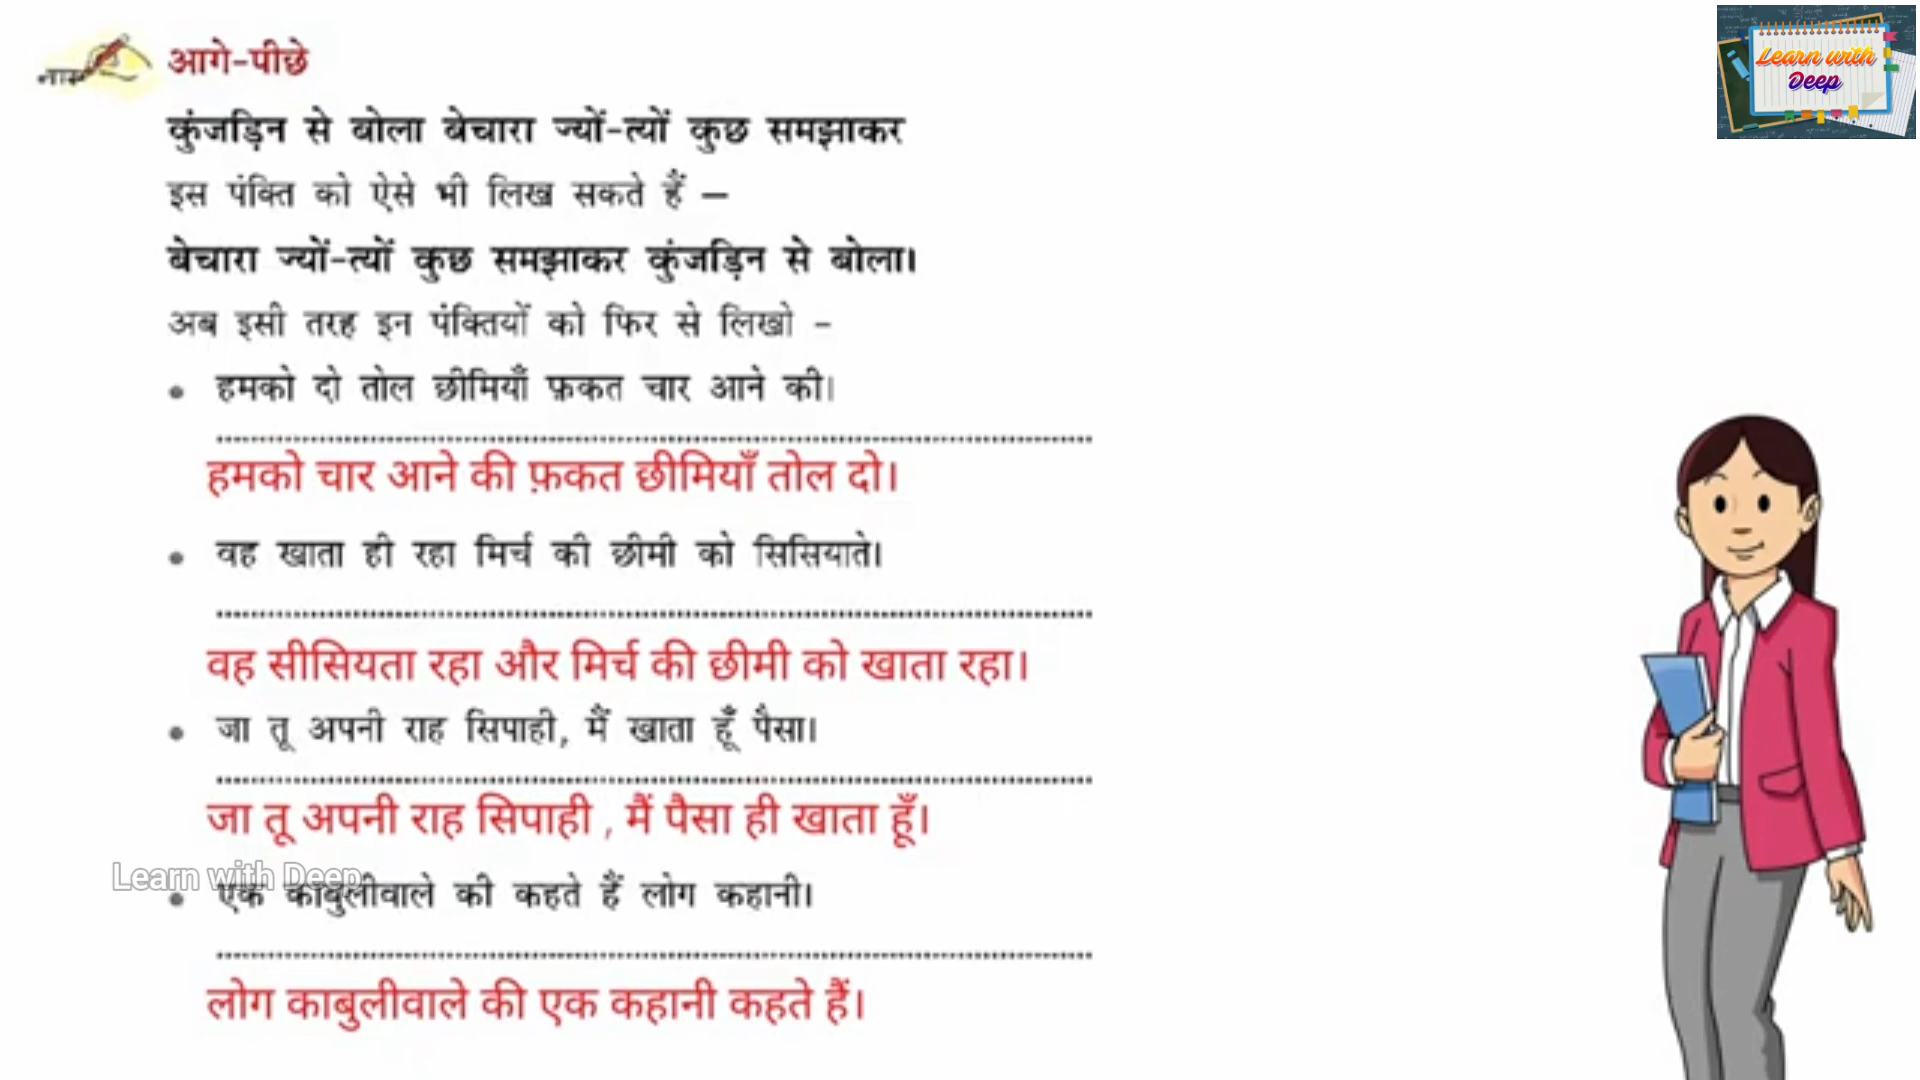 आगे-पीछे
Learn with
Deep
कुंजड़िन से बोला बेचारा ज्यों-त्यों कुछ समझाकर
इस पंक्ति को ऐसे भी लिख सकते हैं —
बेचारा ज्यों-त्यों कुछ समझाकर कुंजड़िन से बोला।
अब इसी तरह इन पंक्तियों को फिर से लिखो -
• हमको दो तोल छीमियाँ फ़कत चार आने की।
हमको चार आने की फ़कत छीमियाँ तोल दो।
• वह खाता ही रहा मिर्च की छीमी को सिसियाते।
वह सीसियता रहा और मिर्च की छीमी को खाता रहा।
• जा तू अपनी राह सिपाही, मैं खाता हूँ पैसा।
जा तू अपनी राह सिपाही , मैं पैसा ही खाता हूँ।
Learn with Deep
• एक काबुलीवाले की कहते हैं लोग कहानी।
लोग काबुलीवाले की एक कहानी कहते हैं।